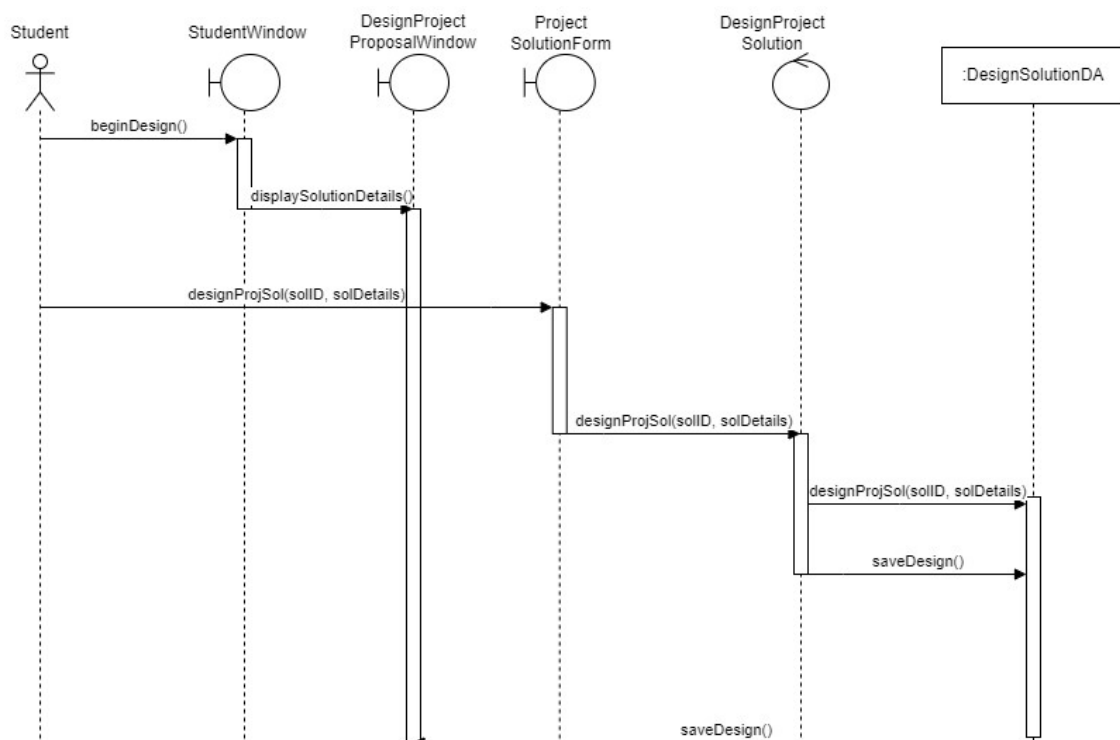 Student
StudentWindow
DesignProject
ProposalWindow
Project
SolutionForm
DesignProject
Solution
:DesignSolutionDA
beginDesign()
displaySolutionDetails()
designProjSol(solID, solDetails)
designProjSol(solID, solDetails)
designProjSol(solID, solDetails)
saveDesign()
saveDesign()